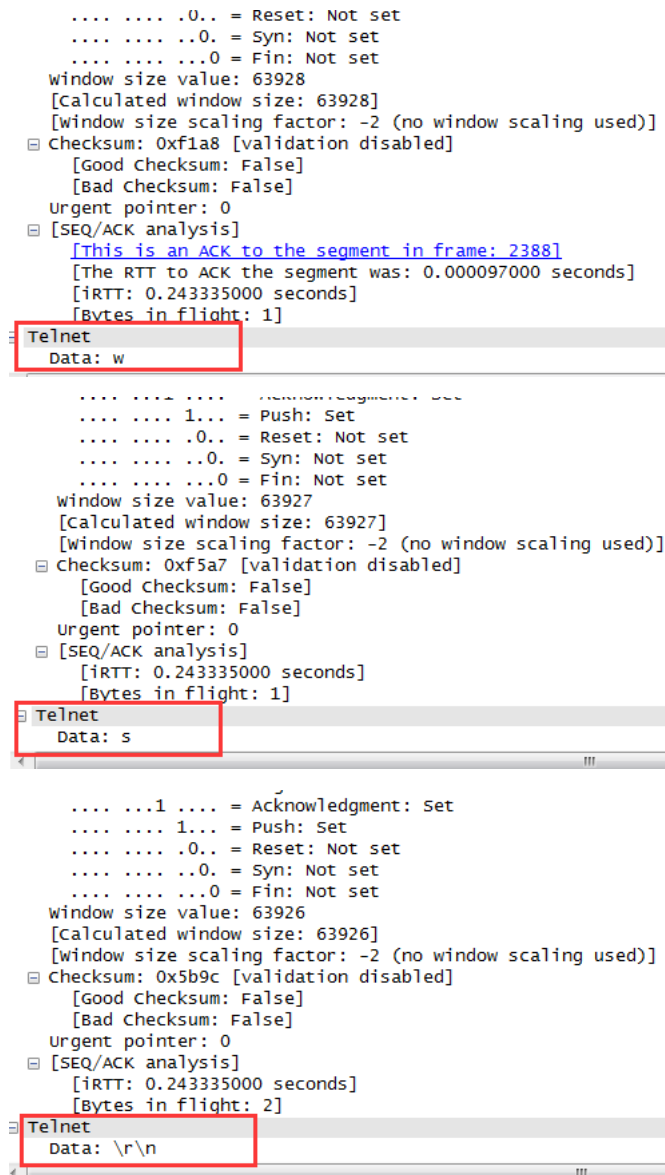 .... .... .0.. = Reset: Not set
.... .... ..0. = Syn: Not set
.... .... ...0 = Fin: Not set
Window size value: 63928
[Calculated window size: 63928]
[Window size scaling factor: -2 (no window scaling used)]
Checksum: 0xf1a8 [validation disabled]
[Good Checksum: False]
[Bad Checksum: False]
Urgent pointer: 0
[SEQ/ACK analysis]
[This is an ACK to the segment in frame: 2388]
[The RTT to ACK the segment was: 0.000097000 seconds]
[iRTT: 0.243335000 seconds]
[Bytes in flight: 1]
Telnet
Data: w
.... ...1 .... = Acknowledgment: Set
.... .... 1... = Push: Set
.... .... .0.. = Reset: Not set
.... .... ..0. = Syn: Not set
.... .... ...0 = Fin: Not set
Window size value: 63927
[Calculated window size: 63927]
[Window size scaling factor: -2 (no window scaling used)]
Checksum: 0xf5a7 [validation disabled]
[Good Checksum: False]
[Bad Checksum: False]
Urgent pointer: 0
[SEQ/ACK analysis]
[iRTT: 0.243335000 seconds]
[Bytes in flight: 1]
Telnet
Data: s
.... ...1 .... = Acknowledgment: Set
.... .... 1... = Push: Set
.... .... .0.. = Reset: Not set
.... .... ..0. = Syn: Not set
.... .... ...0 = Fin: Not set
Window size value: 63926
[Calculated window size: 63926]
[Window size scaling factor: -2 (no window scaling used)]
Checksum: 0x5b9c [validation disabled]
[Good Checksum: False]
[Bad Checksum: False]
Urgent pointer: 0
[SEQ/ACK analysis]
[iRTT: 0.243335000 seconds]
[Bytes in flight: 2]
Telnet
Data: \r\n